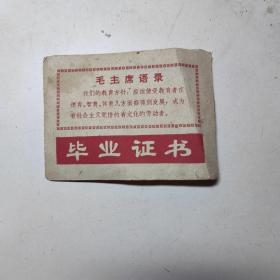 毛主席语录
我们的教育方针,应该使受教育者在
德育、智育、体育几方面都得到发展,成为
有社会主义觉悟的有文化的劳动者。
毕业证书